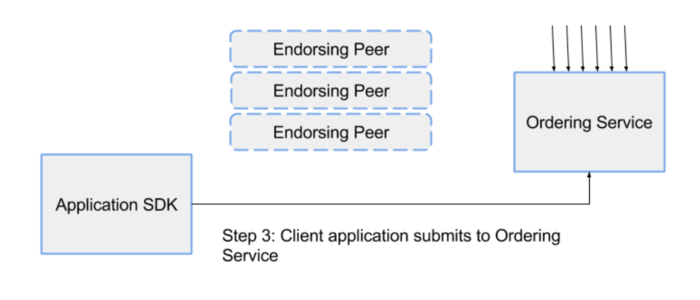 Endorsing Peer
Endorsing Peer
Endorsing Peer
Ordering Service
Application SDK
Step 3: Client application submits to Ordering
Service